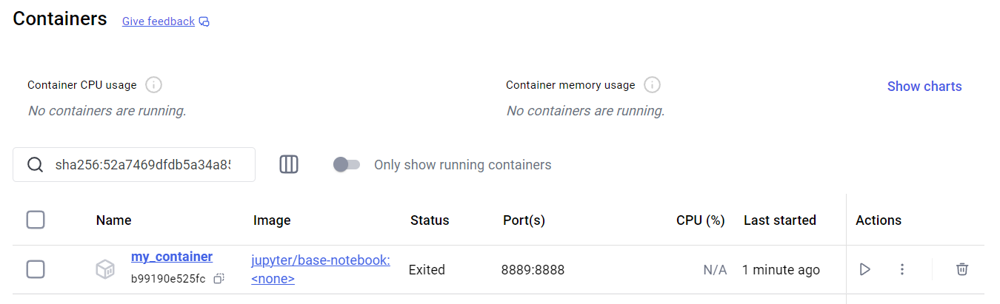 Containers Give feedback
Container CPU usage
No containers are running.
Container memory usage
No containers are running.
Show charts
sha256:52a7469dfdb5a34a8
Only show running containers
Name Image Status Port(s) CPU (%) Last started Actions
my_container
b99190e525fc
jupyter/base-notebook:
<none>
Exited
8889:8888
N/A
1 minute ago